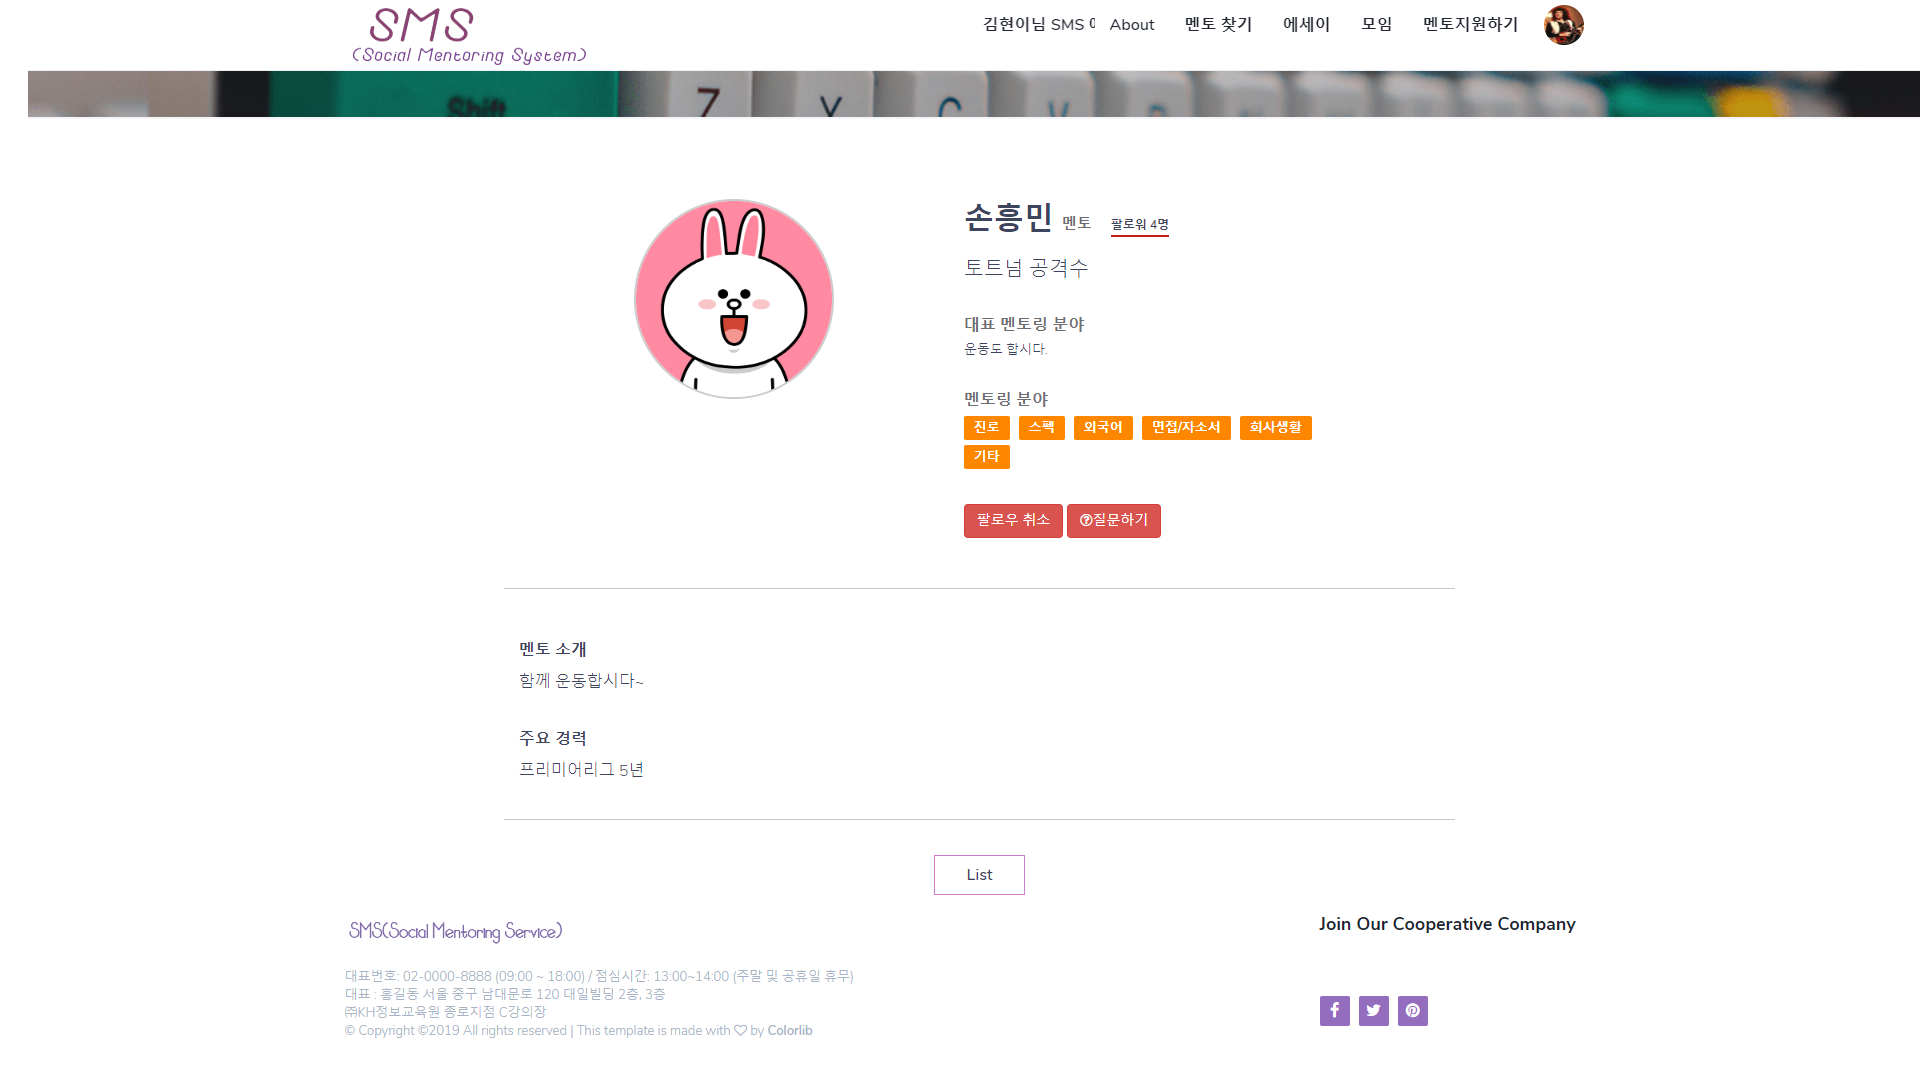 SMS
(Social Mentoring System)
김현이님 SMS
About
멘토 찾기
에세이
모임
멘토지원하기
Shift
Z
C
V
손흥민 멘토 팔로워 4명
토트넘 공격수
대표 멘토링 분야
운동도 합시다.
멘토링 분야
진로 스펙 외국어 면접/자소서 회사생활
기타
팔로우 취소 질문하기
멘토 소개
함께 운동합시다~
주요 경력
프리미어리그 5년
List
SMS(Social Mentoring Service)
Join Our Cooperative Company
대표번호: 02-0000-8888 (09:00 ~ 18:00) / 점심시간: 13:00~14:00 (주말 및 공휴일 휴무)
대표 : 홍길동 서울 중구 남대문로 120 대일빌딩 2층, 3층
㈜KH정보교육원 종로지점 C강의장
© Copyright ©2019 All rights reserved | This template is made with ♡ by Colorlib